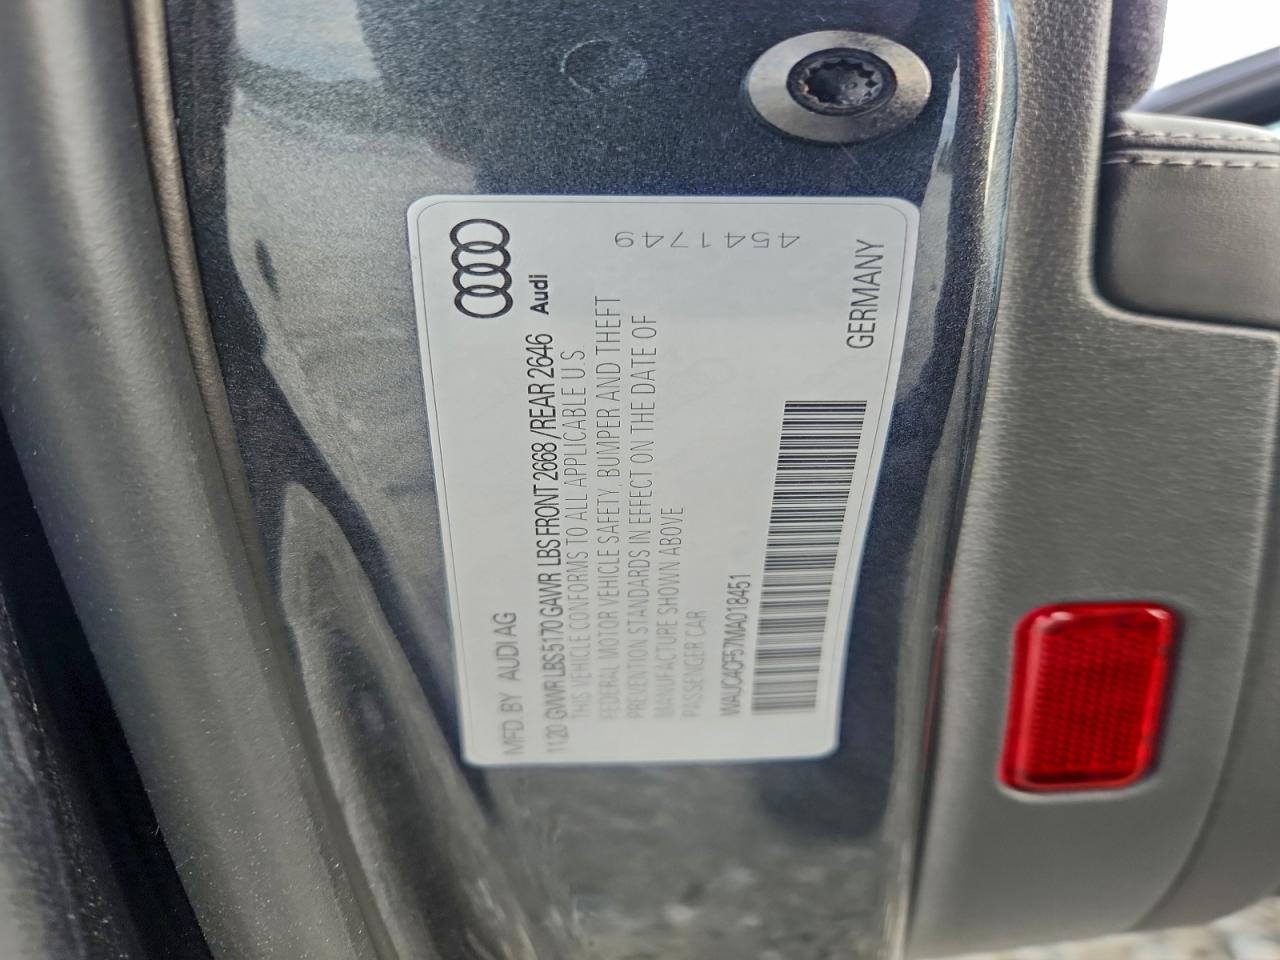 Audi
4541749
MFD BY AUDI AG
11 20 GVWR LBS 5170 GAWR LBS FRONT 2668 /REAR 2646
THIS VEHICLE CONFORMS TO ALL APPLICABLE U S
FEDERAL MOTOR VEHICLE SAFETY, BUMPER AND THEFT
PREVENTION STANDARDS IN EFFECT ON THE DATE OF
MANUFACTURE SHOWN ABOVE
PASSENGER CAR
WAUC4CF57MA018451
GERMANY